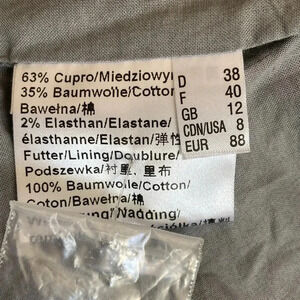 63% Cupro/Miedziowy
35% Baumwolle/Cotton
Bawełna/棉
2% Elasthan/Elastane/
élasthanne/Elastan/弹性
Futter/Lining/Doublure/
Podszewka/衬里、里布
100% Baumwolle/Cotton/
Coton/Bawełna/棉
D 38
F 40
GB 12
CDN/USA 8
EUR 88